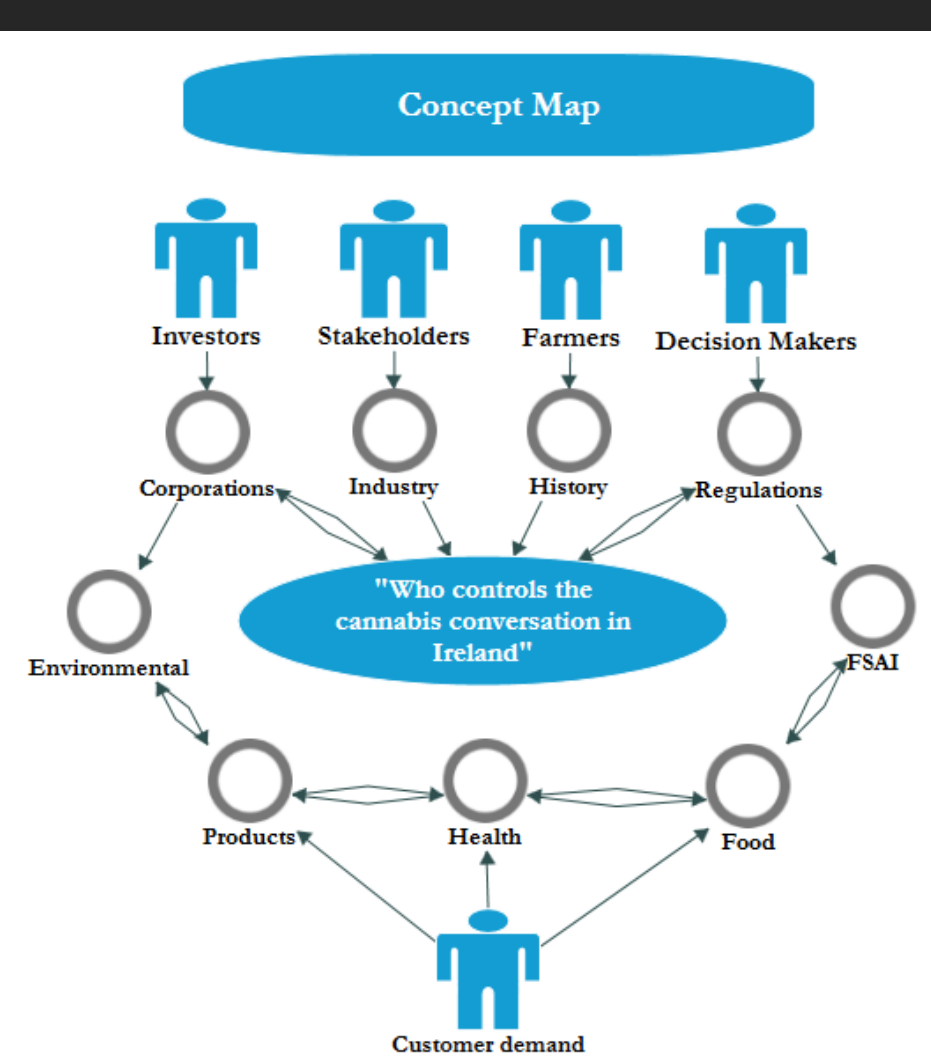 Concept Map
Investors
Stakeholders
Farmers
Decision Makers
Corporations
Industry
History
Regulations
"Who controls the
cannabis conversation in
Ireland"
Environmental
FSAI
Products
Health
Food
Customer demand